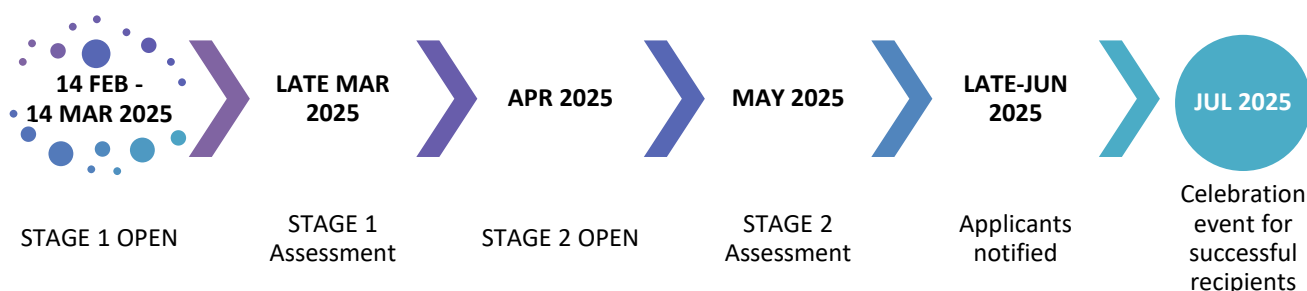 14 FEB -
14 MAR 2025
LATE MAR
2025
APR 2025
MAY 2025
LATE-JUN
2025
JUL 2025
STAGE 1 OPEN
STAGE 1
Assessment
STAGE 2 OPEN
STAGE 2
Assessment
Applicants
notified
Celebration
event for
successful
recipients